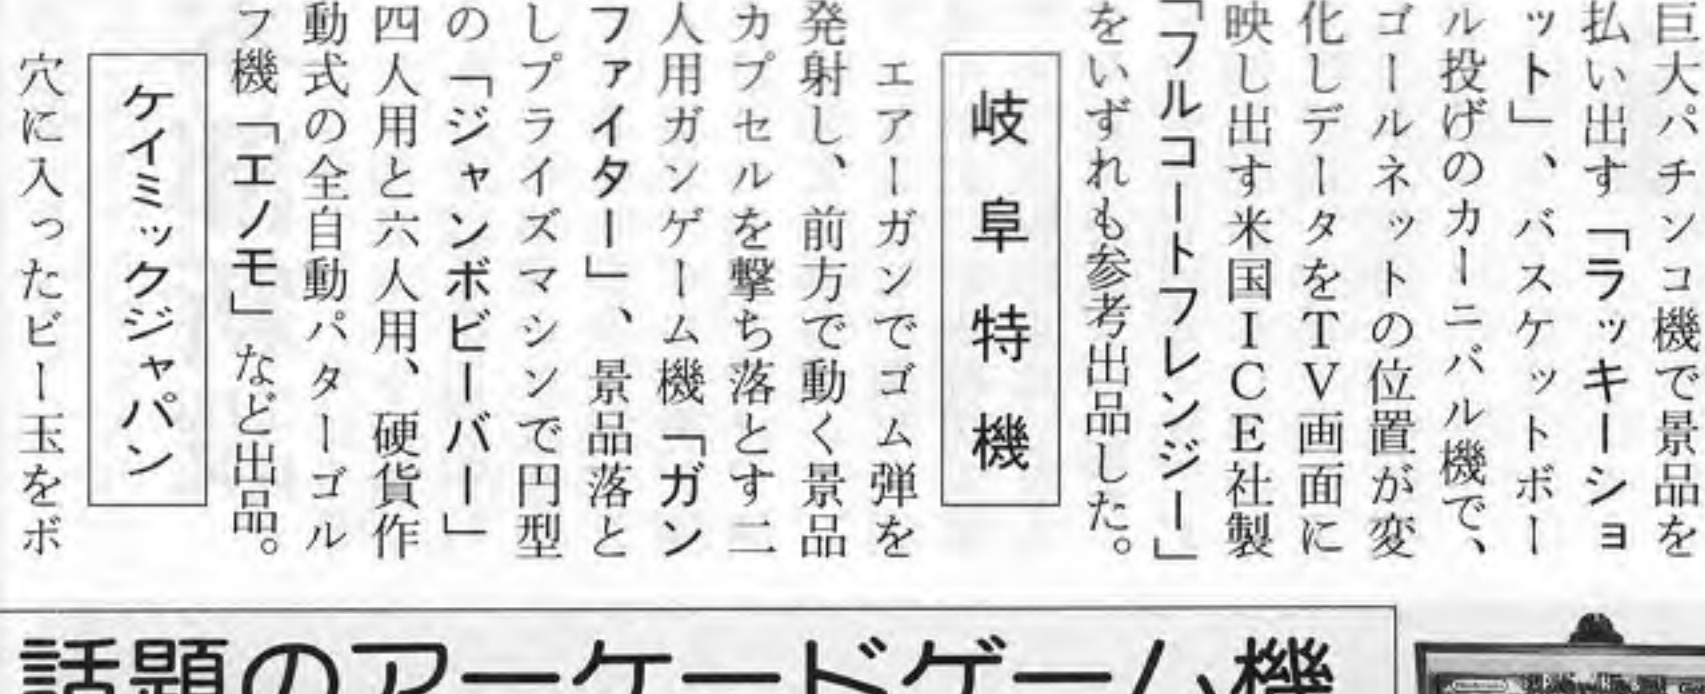 巨大パチンコ機で景品を
払い出す「ラッキーショ
ット」、バスケットボー
ル投げのカーニバル機で、
ゴールネットの位置が変
化しデータをTV画面に
映し出す米国ICE社製
「フルコートフレンジー」
をいずれも参考出品した。
岐阜特機
エアーガンでゴム弾を
発射し、前方で動く景品
カプセルを撃ち落とす二
人用ガンゲーム機「ガン
ファイター」、景品落と
しプライズマシンで円型
の「ジャンボビーバー」
四人用と六人用、硬貨作
動式の全自動パターゴル
フ機「エノモ」など出品。
ケイミックジャパン
穴に入ったビー玉をボ
話題のアーケードゲーム機